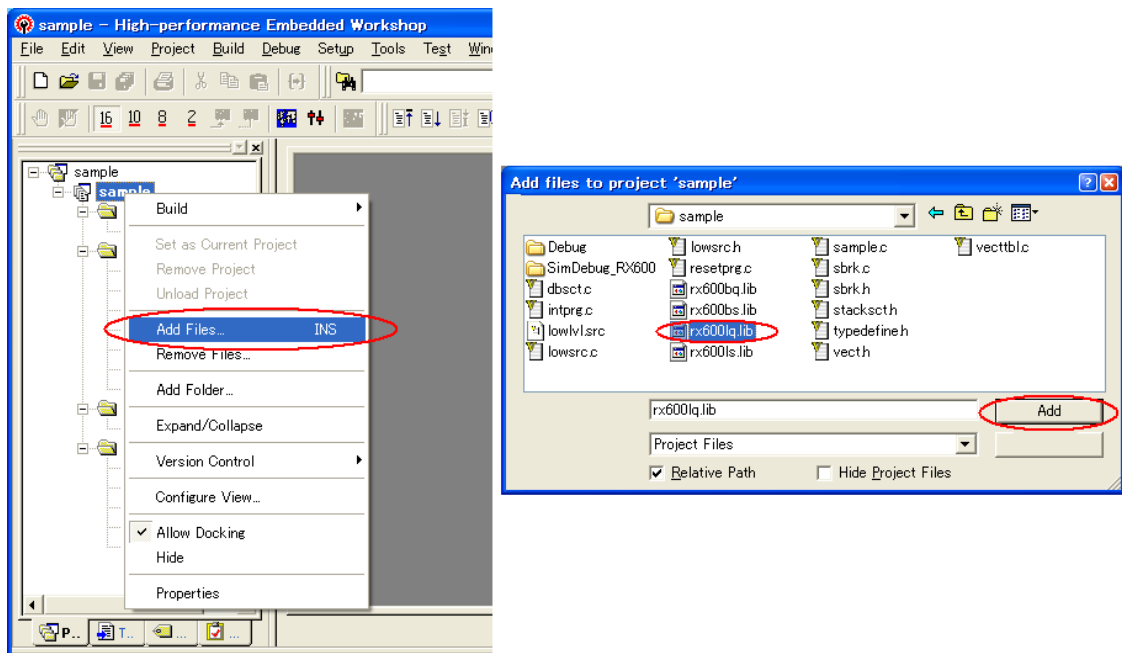 sample - High-performance Embedded Workshop
File Edit View Project Build Debug Setup Tools Test
16 10 8 2
sample
sample
Build
Set as Current Project
Remove Project
Unload Project
Add Files... INS
Remove Files...
Add Folder...
Expand/Collapse
Version Control
Configure View...
Allow Docking
Hide
Properties
P.. T.. ... ...
Add files to project 'sample'
sample
Debug lowsrc.h sample.c vecttbl.c
SimDebug_RX600 resetprg.c sbrk.c
dbsct.c rx600bq.lib sbrk.h
intprg.c rx600bs.lib stacksct.h
lowlvl.src rx600lq.lib typedefine.h
lowsrc.c rx600ls.lib vect.h
rx600lq.lib Add
Project Files
Relative Path Hide Project Files